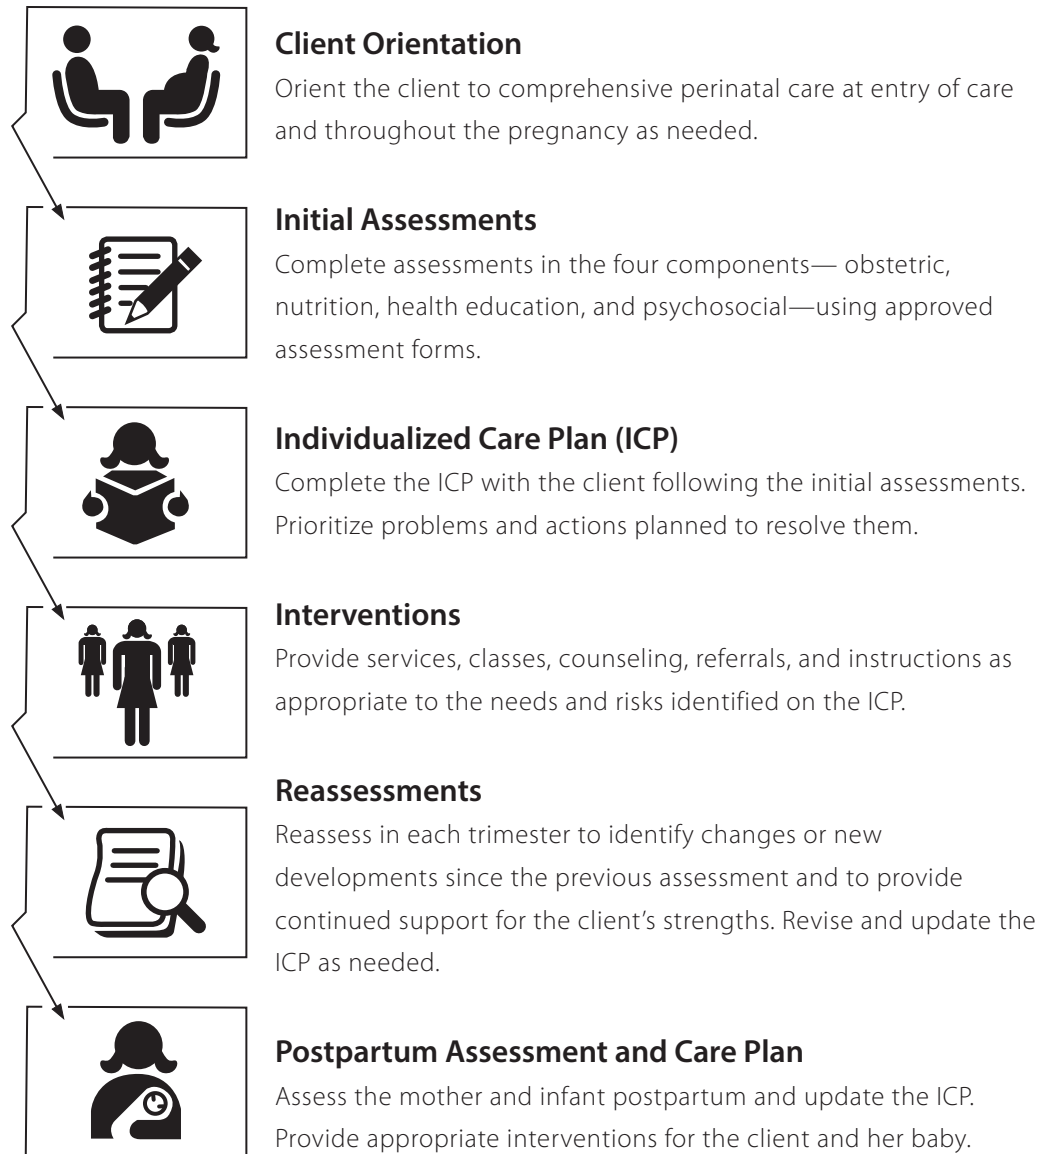 Client Orientation
Orient the client to comprehensive perinatal care at entry of care
and throughout the pregnancy as needed.
Initial Assessments
Complete assessments in the four components— obstetric,
nutrition, health education, and psychosocial—using approved
assessment forms.
Individualized Care Plan (ICP)
Complete the ICP with the client following the initial assessments.
Prioritize problems and actions planned to resolve them.
Interventions
Provide services, classes, counseling, referrals, and instructions as
appropriate to the needs and risks identified on the ICP.
Reassessments
Reassess in each trimester to identify changes or new
developments since the previous assessment and to provide
continued support for the client’s strengths. Revise and update the
ICP as needed.
Postpartum Assessment and Care Plan
Assess the mother and infant postpartum and update the ICP.
Provide appropriate interventions for the client and her baby.